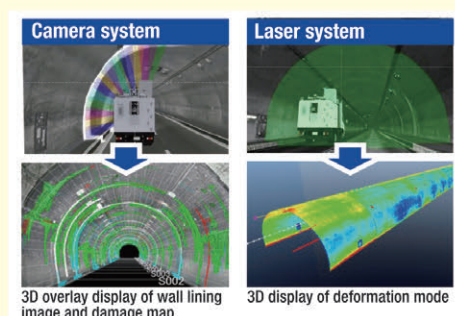 Camera system
Laser system
S002
3D overlay display of wall lining
image and damage map
3D display of deformation mode